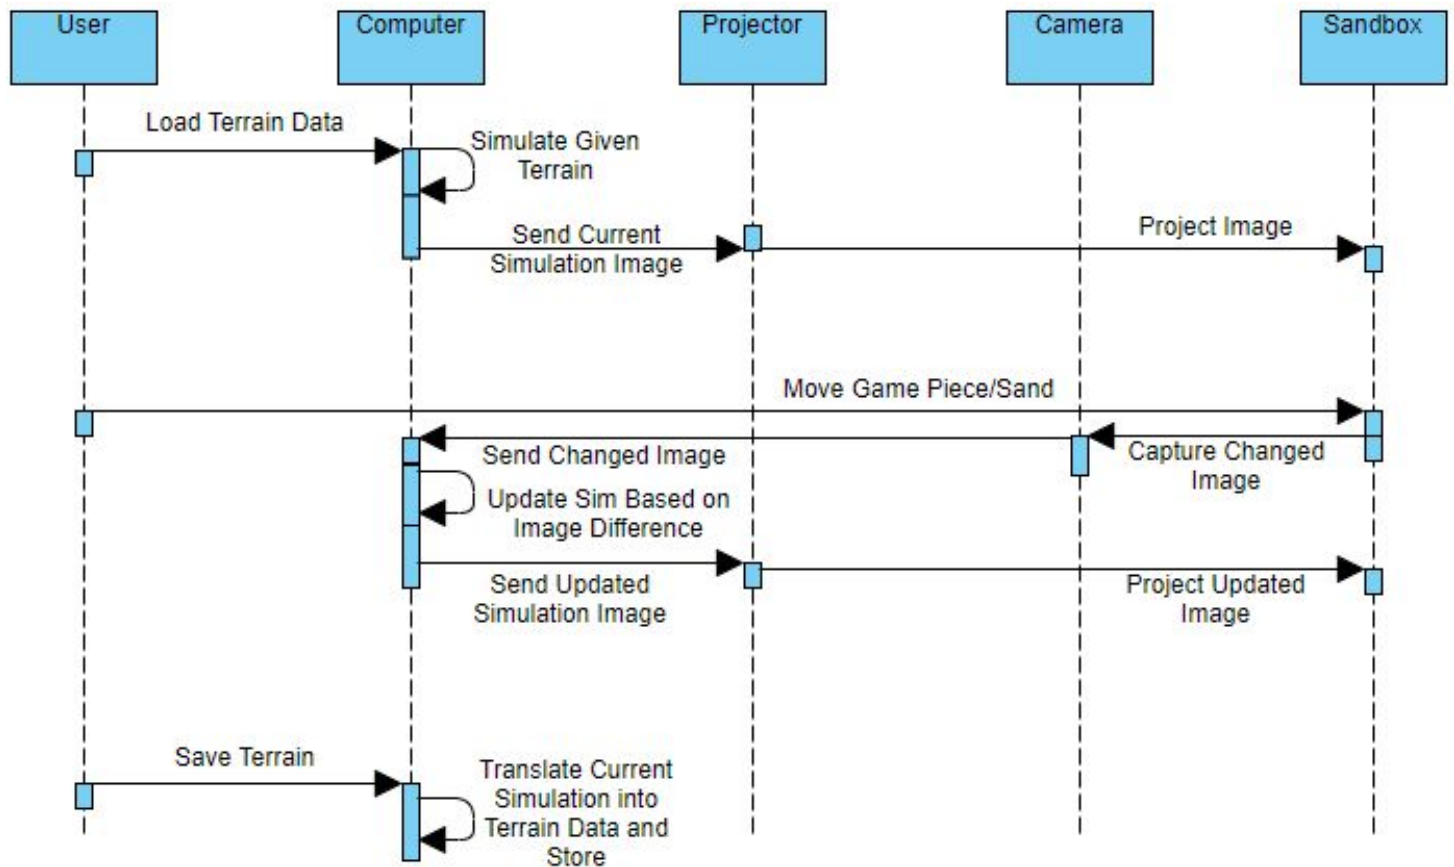 User
Computer
Projector
Camera
Sandbox
Load Terrain Data
Simulate Given
Terrain
Send Current
Simulation Image
Project Image
Move Game Piece/Sand
Send Changed Image
Capture Changed
Image
Update Sim Based on
Image Difference
Send Updated
Simulation Image
Project Updated
Image
Save Terrain
Translate Current
Simulation into
Terrain Data and
Store